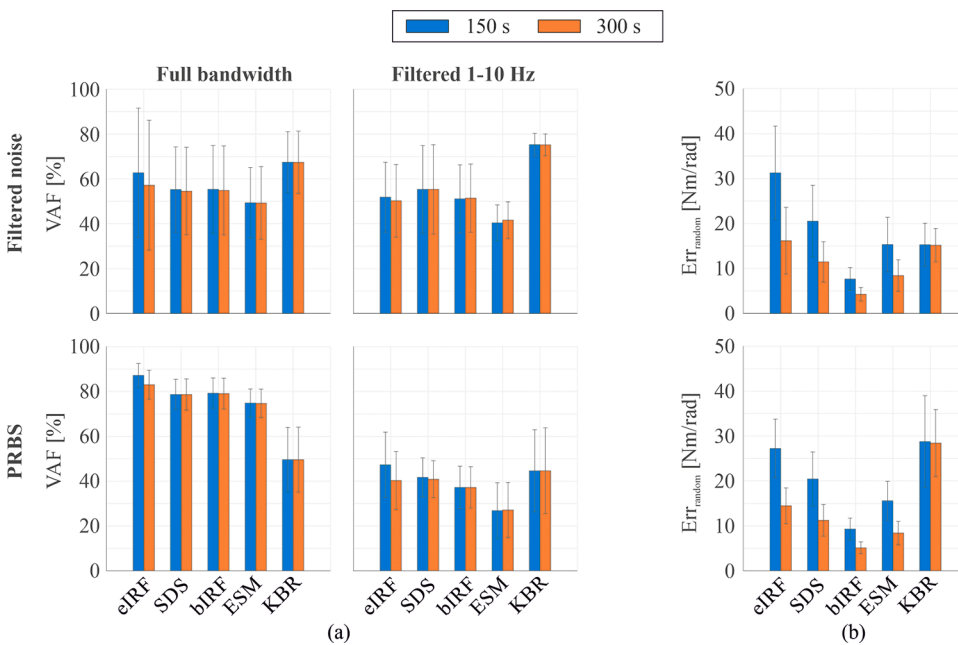 150 s 300 s
Full bandwidth Filtered 1-10 Hz
Filtered noise
VAF [%]
100
80
60
40
20
0
Err_random [Nm/rad]
50
40
30
20
10
0
PRBS
VAF [%]
100
80
60
40
20
0
Err_random [Nm/rad]
50
40
30
20
10
0
eIRF SDS bIRF ESM KBR eIRF SDS bIRF ESM KBR eIRF SDS bIRF ESM KBR
(a) (b)